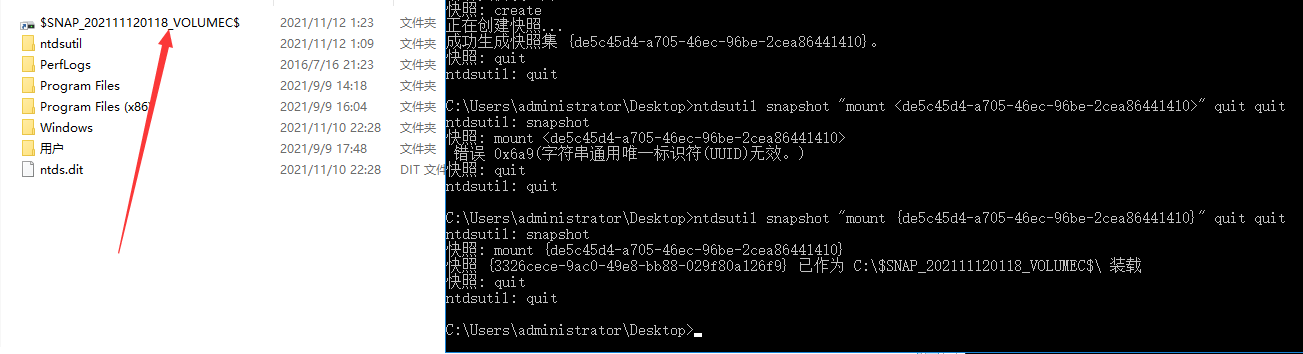 $SNAP_202111120118_VOLUMEC$ 2021/11/12 1:23 文件夹
ntdsutil 2021/11/12 1:09 文件夹
PerfLogs 2016/7/16 21:23 文件夹
Program Files 2021/9/9 14:18 文件夹
Program Files (x86) 2021/9/9 16:04 文件夹
Windows 2021/11/10 22:28 文件夹
用户 2021/9/9 17:48 文件夹
ntds.dit 2021/11/10 22:28 DIT 文件
快照: create
正在创建快照...
成功生成快照集 {de5c45d4-a705-46ec-96be-2cea86441410}。
快照: quit
ntdsutil: quit
C:\Users\administrator\Desktop>ntdsutil snapshot "mount <de5c45d4-a705-46ec-96be-2cea86441410>" quit quit
ntdsutil: snapshot
快照: mount <de5c45d4-a705-46ec-96be-2cea86441410>
错误 0x6a9(字符串通用唯一标识符(UUID)无效。)
快照: quit
ntdsutil: quit
C:\Users\administrator\Desktop>ntdsutil snapshot "mount {de5c45d4-a705-46ec-96be-2cea86441410}" quit quit
ntdsutil: snapshot
快照: mount {de5c45d4-a705-46ec-96be-2cea86441410}
快照 {3326cece-9ac0-49e8-bb88-029f80a126f9} 已作为 C:\$SNAP_202111120118_VOLUMEC$\ 装载
快照: quit
ntdsutil: quit
C:\Users\administrator\Desktop>